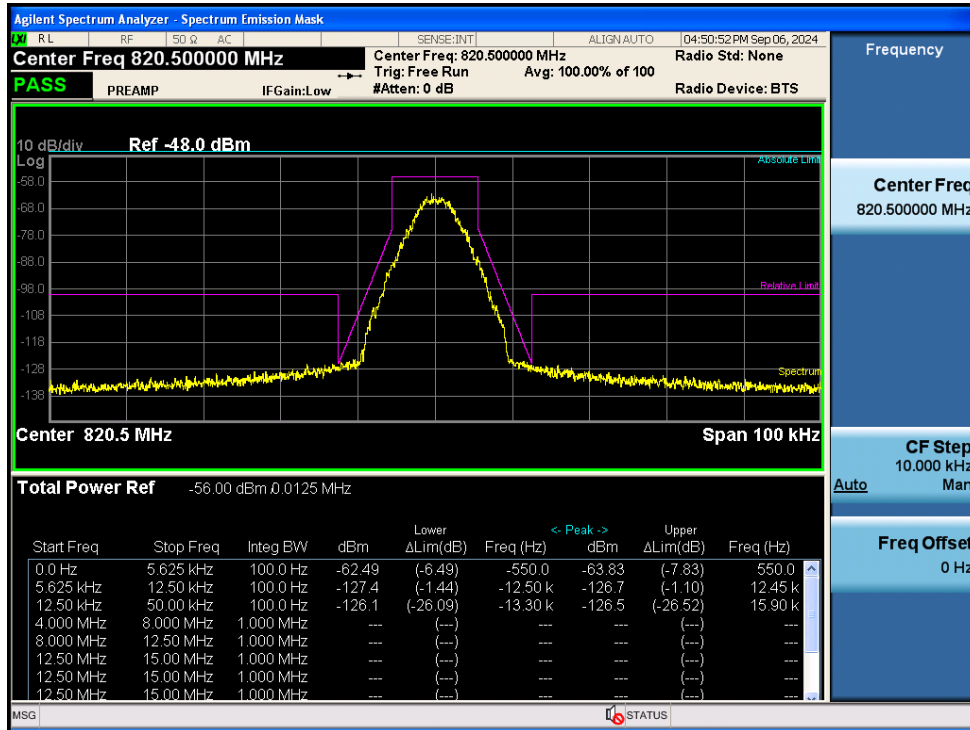 Agilent Spectrum Analyzer - Spectrum Emission Mask
LXI RL RF 50 Ω AC SENSE:INT ALIGN AUTO 04:50:52 PM Sep 06, 2024
Center Freq 820.500000 MHz Center Freq: 820.500000 MHz Radio Std: None
Trig: Free Run Avg: 100.00% of 100
PASS PREAMP IFGain:Low #Atten: 0 dB Radio Device: BTS
10 dB/div Ref -48.0 dBm
Log
Absolute Limit
-58.0
-68.0
-78.0
-88.0
-98.0
Relative Limit
-108
-118
-128
Spectrum
-138
Center 820.5 MHz Span 100 kHz
Total Power Ref -56.00 dBm / 0.0125 MHz
Lower <- Peak -> Upper
Start Freq Stop Freq Integ BW dBm ΔLim(dB) Freq (Hz) dBm ΔLim(dB) Freq (Hz)
0.0 Hz 5.625 kHz 100.0 Hz -62.49 (-6.49) -550.0 -63.83 (-7.83) 550.0
5.625 kHz 12.50 kHz 100.0 Hz -127.4 (-1.44) -12.50 k -126.7 (-1.10) 12.45 k
12.50 kHz 50.00 kHz 100.0 Hz -126.1 (-26.09) -13.30 k -126.5 (-26.52) 15.90 k
4.000 MHz 8.000 MHz 1.000 MHz --- (---) --- --- (---) ---
8.000 MHz 12.50 MHz 1.000 MHz --- (---) --- --- (---) ---
12.50 MHz 15.00 MHz 1.000 MHz --- (---) --- --- (---) ---
12.50 MHz 15.00 MHz 1.000 MHz --- (---) --- --- (---) ---
12.50 MHz 15.00 MHz 1.000 MHz --- (---) --- --- (---) ---
MSG STATUS
Frequency
Center Freq
820.500000 MHz
CF Step
10.000 kHz
Auto Man
Freq Offset
0 Hz